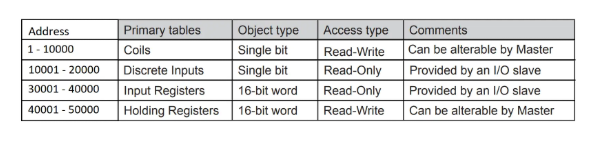 Address Primary tables Object type Access type Comments
1 - 10000 Coils Single bit Read-Write Can be alterable by Master
10001 - 20000 Discrete Inputs Single bit Read-Only Provided by an I/O slave
30001 - 40000 Input Registers 16-bit word Read-Only Provided by an I/O slave
40001 - 50000 Holding Registers 16-bit word Read-Write Can be alterable by Master